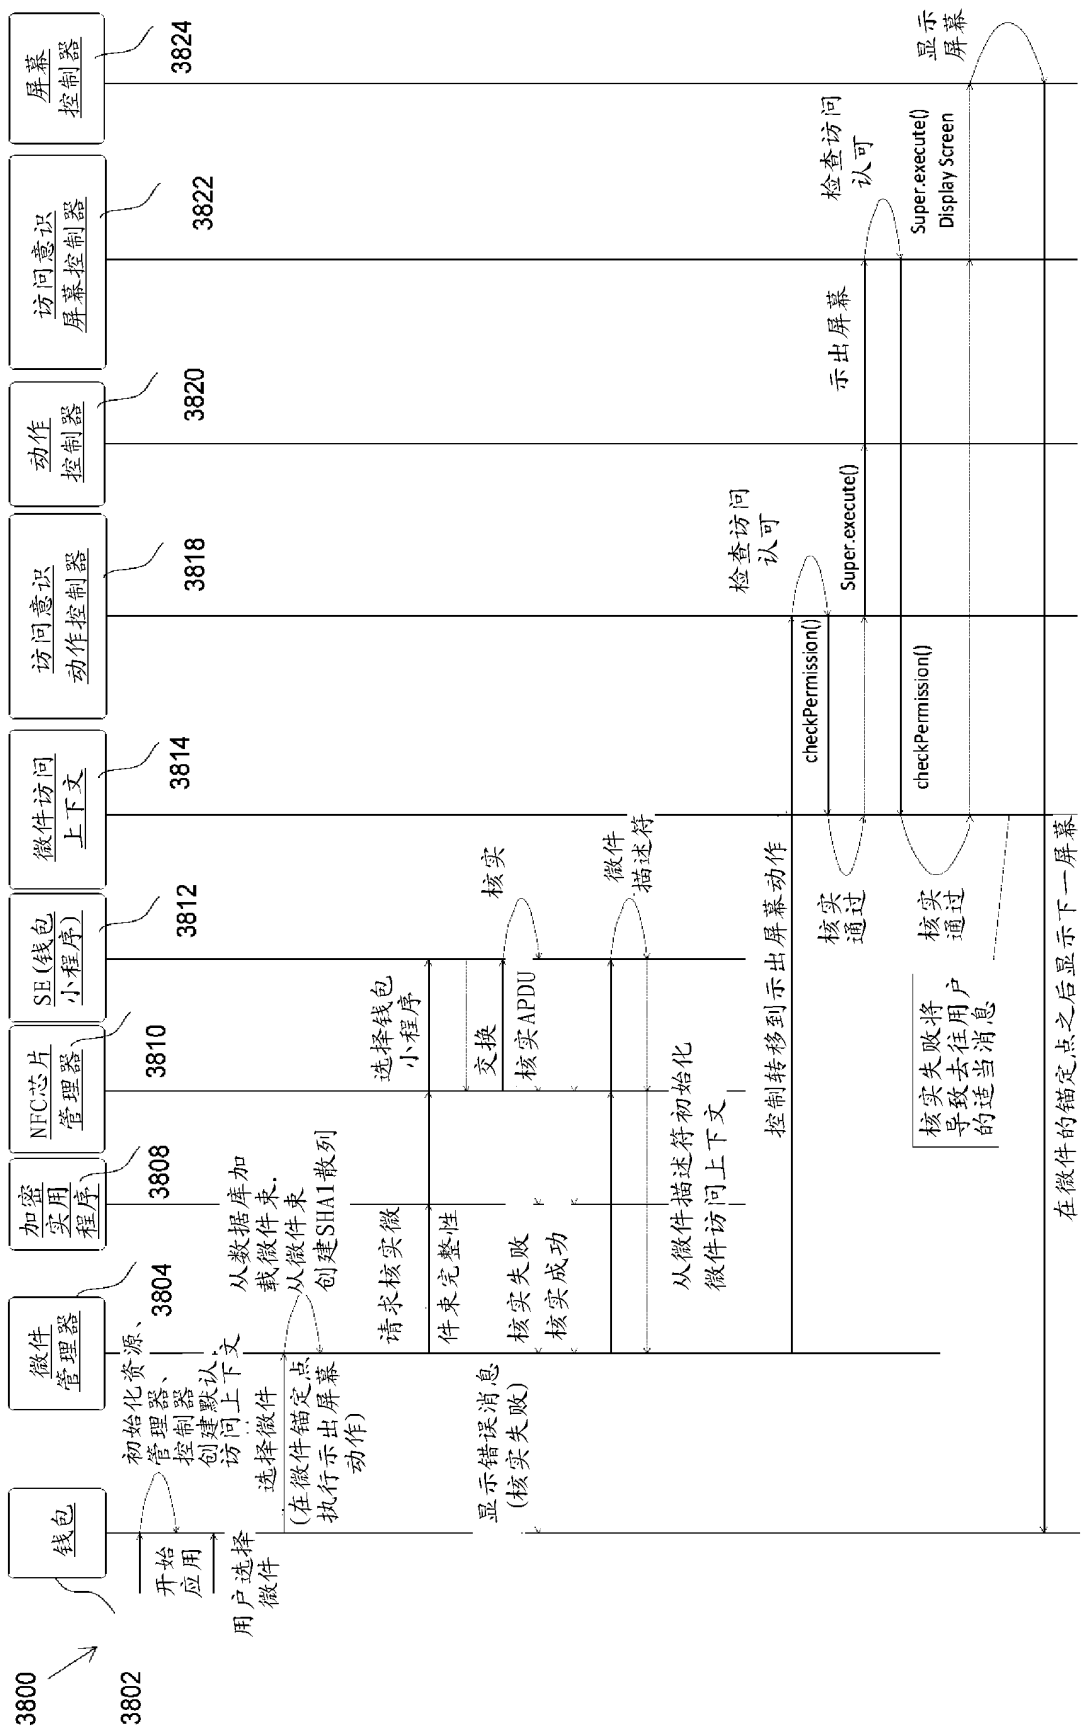 3800
3802
钱包
微件
管理器
3804
加密
实用
程序
3808
NFC芯片
管理器
3810
SE(钱包
小程序)
3812
微件访问
上下文
3814
访问意识
动作控制器
3818
动作
控制器
3820
访问意识
屏幕控制器
3822
屏幕
控制器
3824
开始
应用
初始化资源、
管理器、
控制器
创建默认
访问上下文
用户选择
微件
选择微件
(在微件锚定点
执行示出屏幕
动作)
从数据库加
载微件束.
从微件束
创建SHA1散列
请求核实微
件束完整性
选择钱包
小程序
交换
核实APDU
核实
核实失败
核实成功
显示错误消息
(核实失败)
微件
描述符
从微件描述符初始化
微件访问上下文
控制转移到示出屏幕动作
检查访问
认可
checkPermission()
核实
通过
Super.execute()
示出屏幕
检查访问
认可
checkPermission()
核实
通过
Super.execute()
Display Screen
显示
屏幕
核实失败将
导致去往用户
的适当消息
在微件的锚定点之后显示下一屏幕